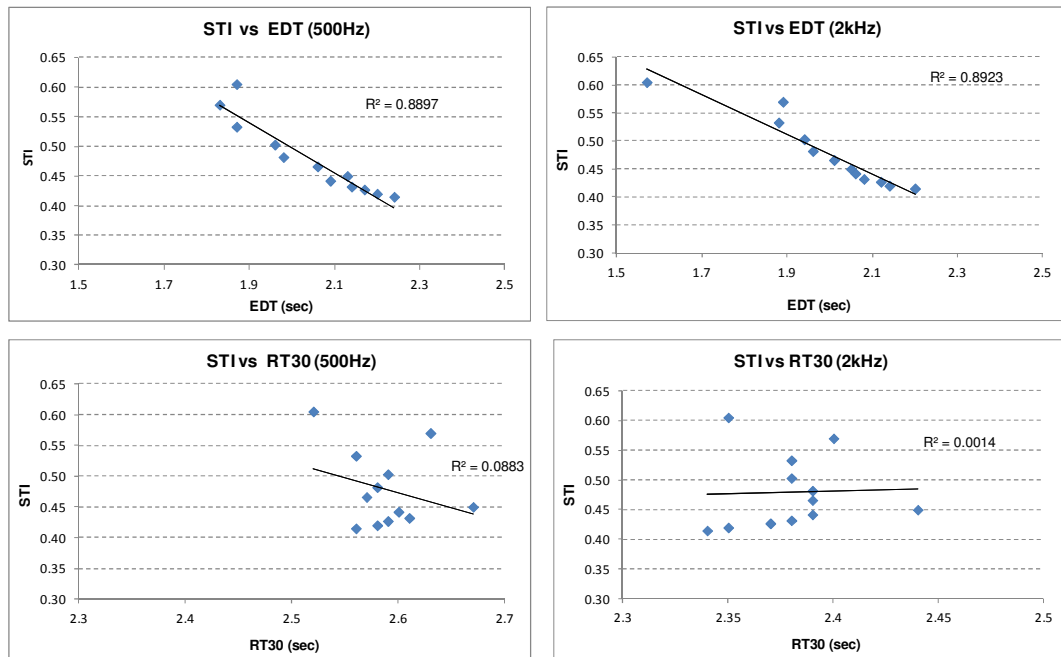 STI vs EDT (500Hz)
0.65
0.60
0.55
0.50
0.45
0.40
0.35
0.30
STI
R² = 0.8897
1.5 1.7 1.9 2.1 2.3 2.5
EDT (sec)
STI vs EDT (2kHz)
0.65
0.60
0.55
0.50
0.45
0.40
0.35
0.30
STI
R² = 0.8923
1.5 1.7 1.9 2.1 2.3 2.5
EDT (sec)
STI vs RT30 (500Hz)
0.65
0.60
0.55
0.50
0.45
0.40
0.35
0.30
STI
R² = 0.0883
2.3 2.4 2.5 2.6 2.7
RT30 (sec)
STI vs RT30 (2kHz)
0.65
0.60
0.55
0.50
0.45
0.40
0.35
0.30
STI
R² = 0.0014
2.3 2.35 2.4 2.45 2.5
RT30 (sec)